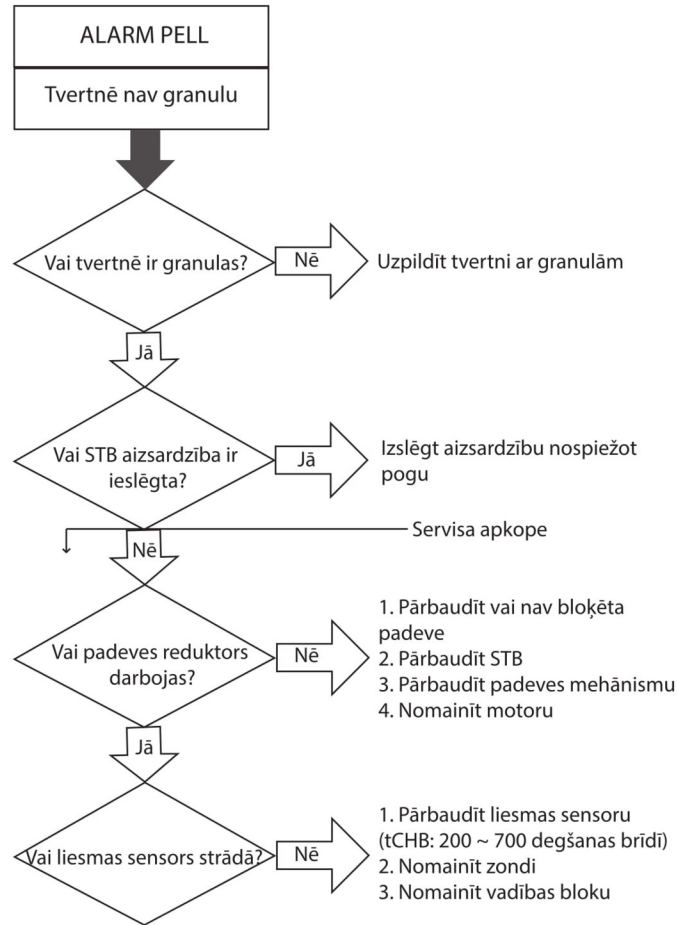 ALARM PELL
Tvertnē nav granulu
Vai tvertnē ir granulas?
Nē
Uzpildīt tvertni ar granulām
Jā
Vai STB aizsardzība ir
ieslēgta?
Jā
Izslēgt aizsardzību nospiežot
pogu
Servisa apkope
Nē
Vai padeves reduktors
darbojas?
Nē
1. Pārbaudīt vai nav bloķēta
padeve
2. Pārbaudīt STB
3. Pārbaudīt padeves mehānismu
4. Nomainīt motoru
Jā
Vai liesmas sensors strādā?
Nē
1. Pārbaudīt liesmas sensoru
(tCHB: 200 ~ 700 degšanas brīdī)
2. Nomainīt zondi
3. Nomainīt vadības bloku